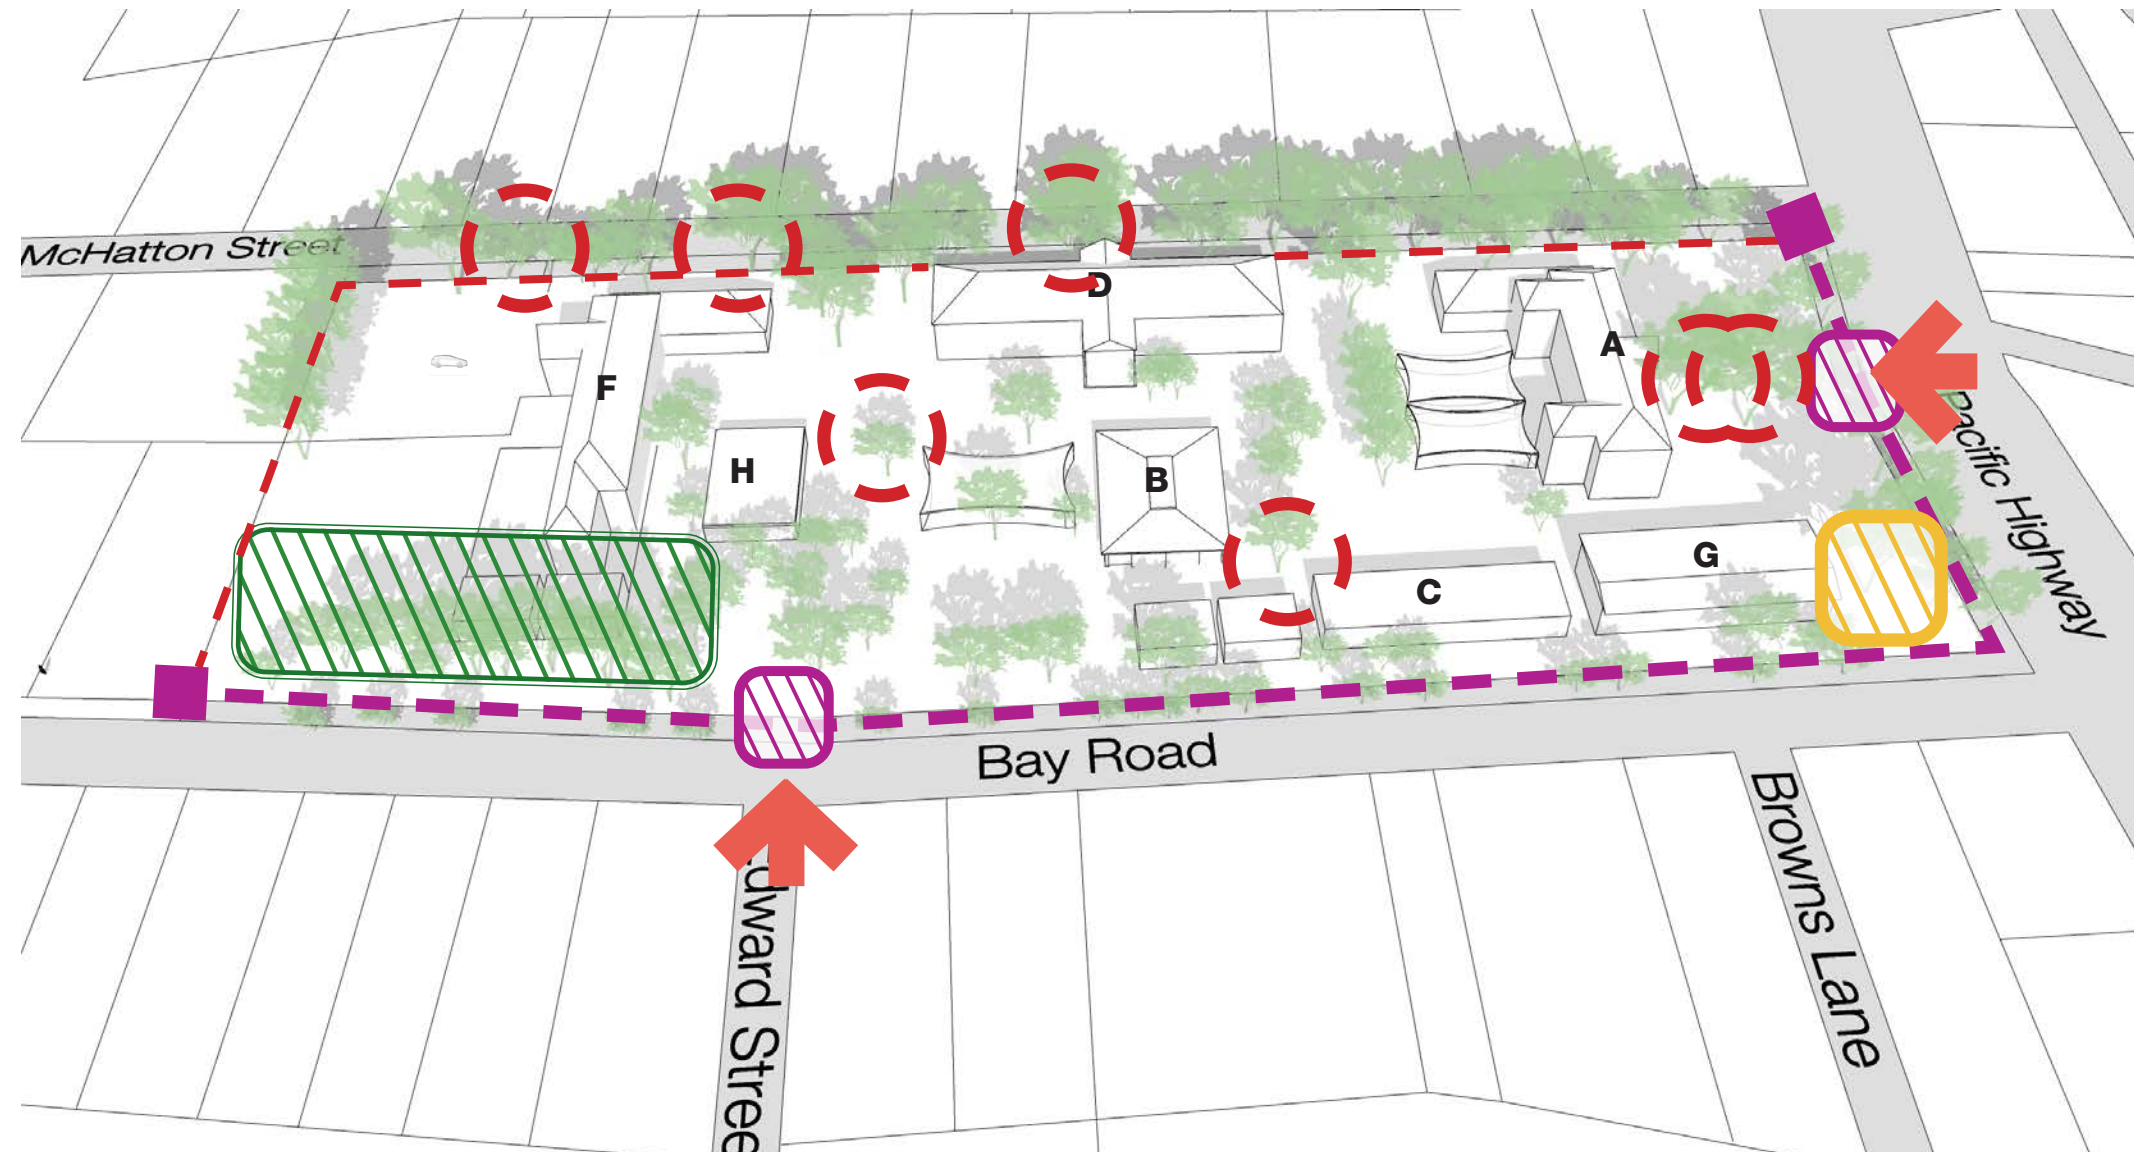 McHatton Street
D
A
F
H
B
G
C
Pacific Highway
Bay Road
Browns Lane
dward Stree